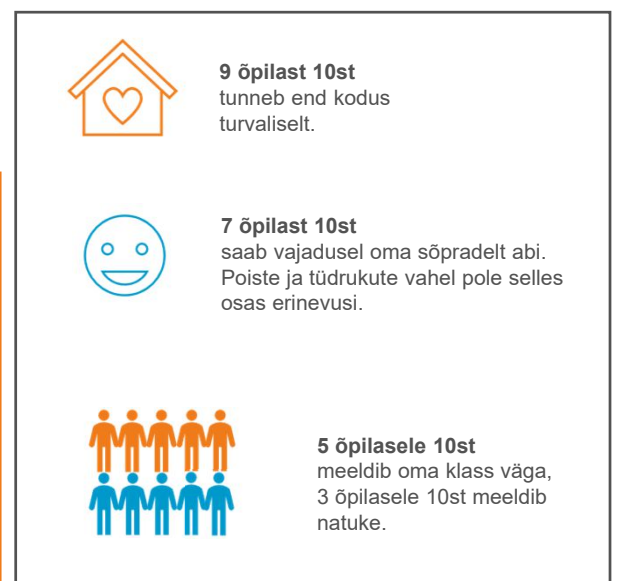 9 õpilast 10st
tunneb end kodus
turvaliselt.
7 õpilast 10st
saab vajadusel oma sõpradelt abi.
Poiste ja tüdrukute vahel pole selles
osas erinevusi.
5 õpilasele 10st
meeldib oma klass väga,
3 õpilasele 10st meeldib
natuke.